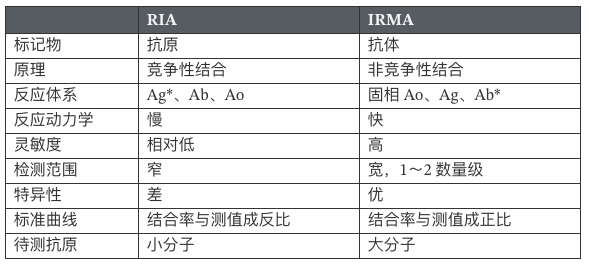 RIA IRMA
标记物 抗原 抗体
原理 竞争性结合 非竞争性结合
反应体系 Ag*、Ab、Ao 固相 Ao、Ag、Ab*
反应动力学 慢 快
灵敏度 相对低 高
检测范围 窄 宽，1～2 数量级
特异性 差 优
标准曲线 结合率与测值成反比 结合率与测值成正比
待测抗原 小分子 大分子